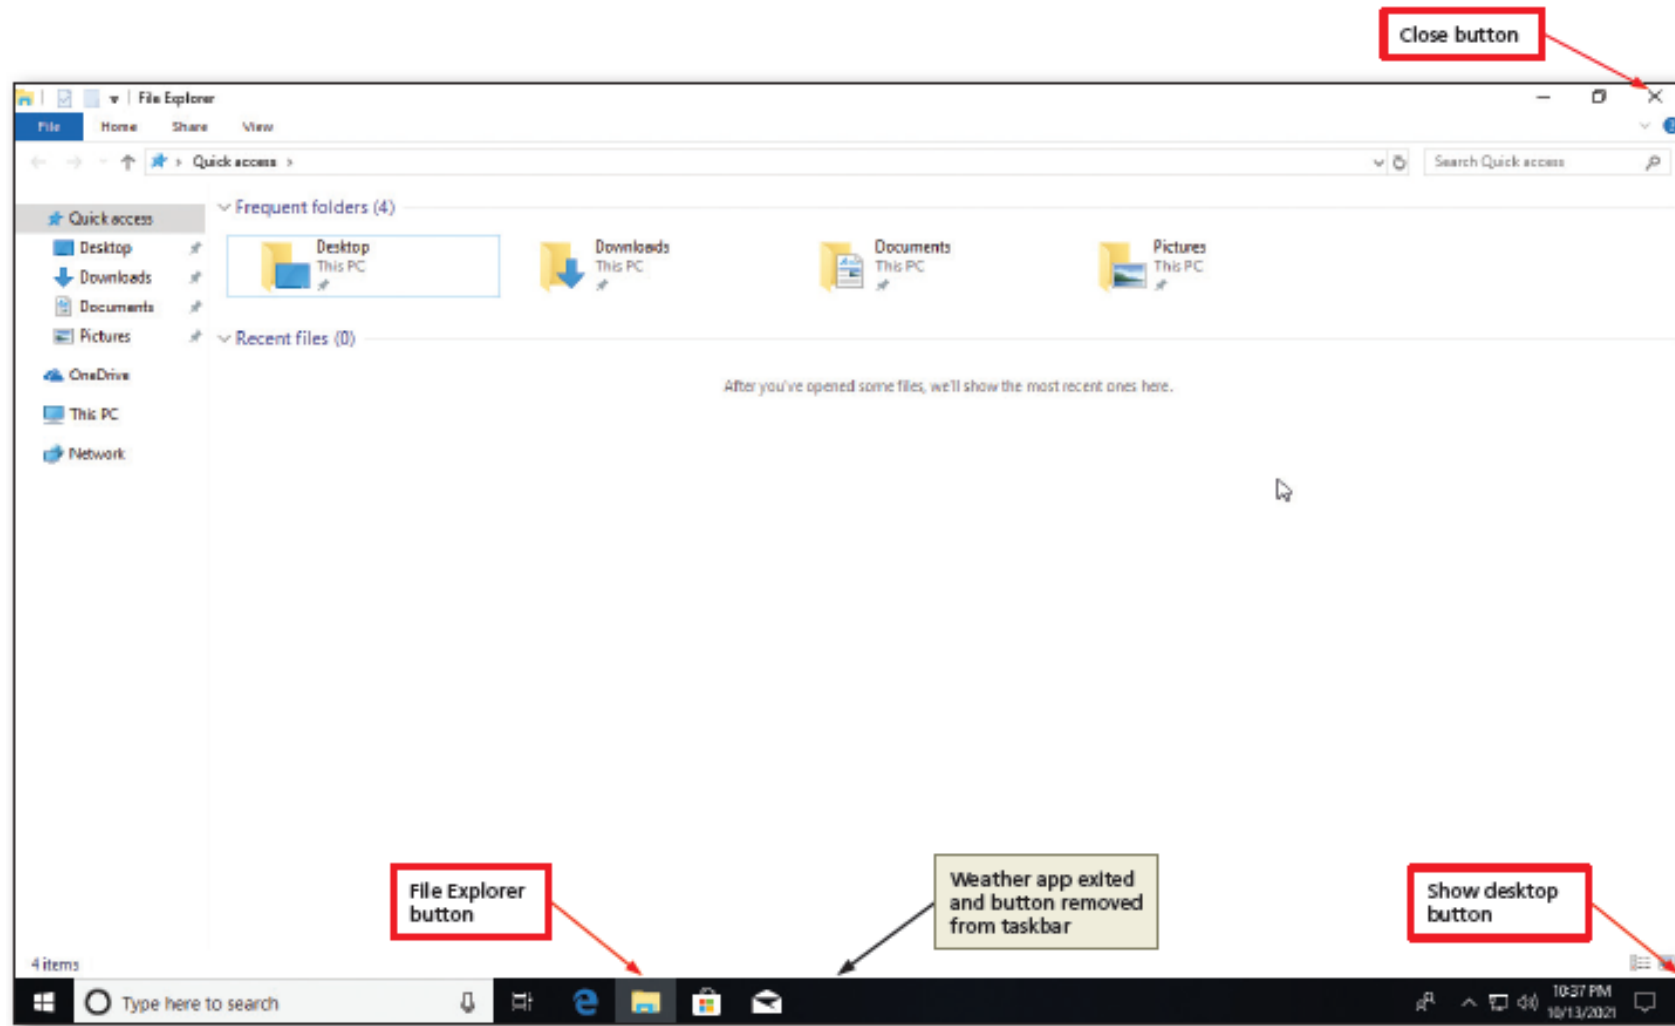 Close button
File Explorer
File Home Share View
Quick access
Search Quick access
Quick access
Desktop
Downloads
Documents
Pictures
OneDrive
This PC
Network
Frequent folders (4)
Desktop
This PC
Downloads
This PC
Documents
This PC
Pictures
This PC
Recent files (0)
After you've opened some files, we'll show the most recent ones here.
File Explorer
button
Weather app exited
and button removed
from taskbar
Show desktop
button
4 items
Type here to search
10:37 PM
10/13/2021